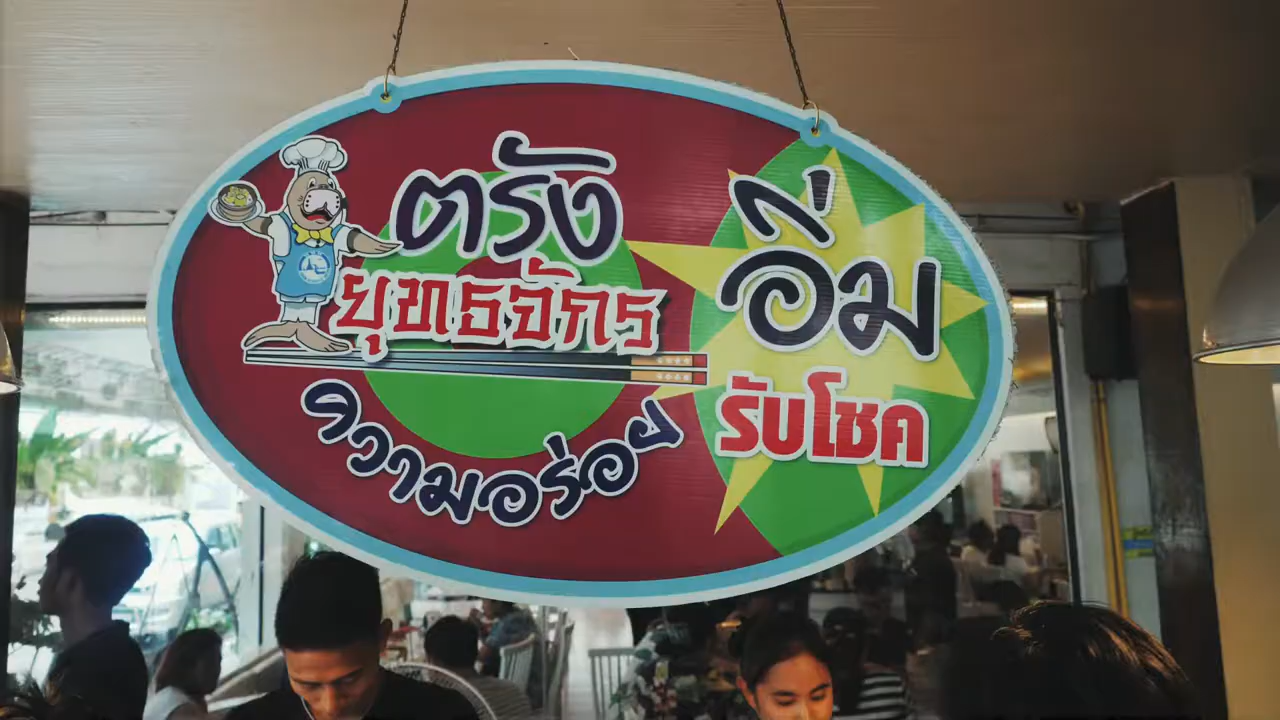 ตรัง
ยุทธจักร
ความอร่อย
อิ่ม
รับโชค